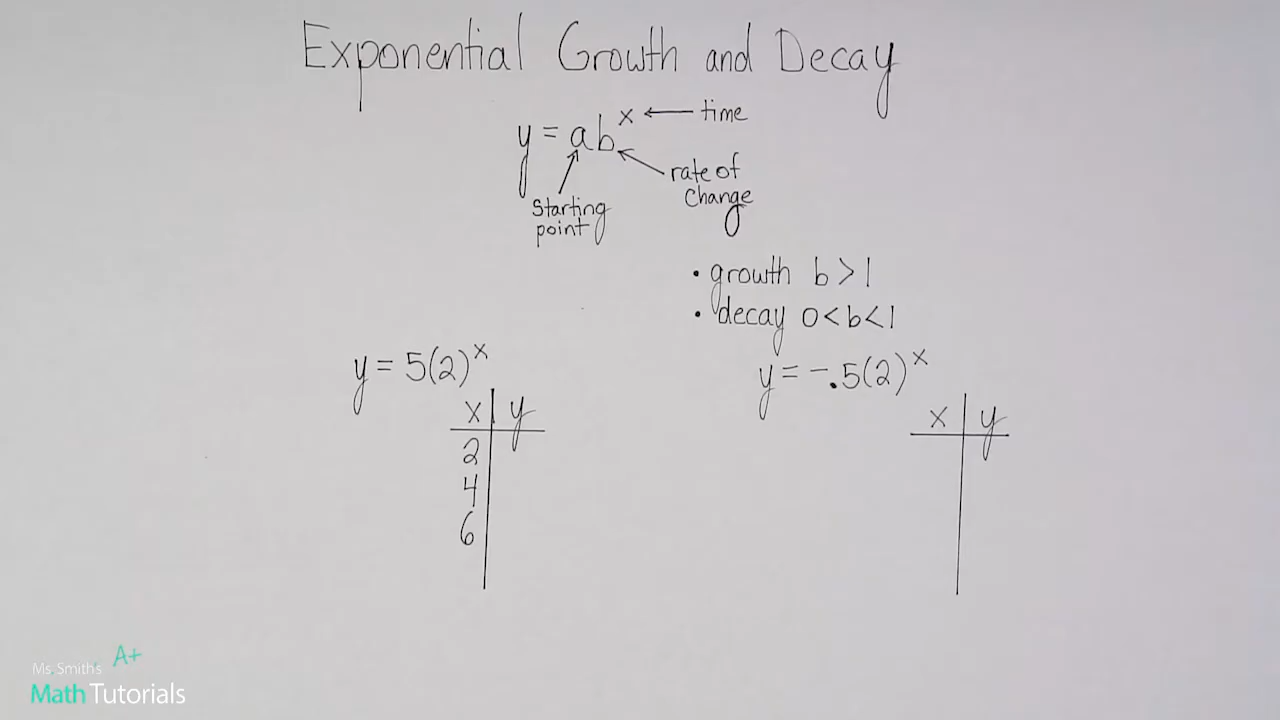 Exponential Growth and Decay
y = ab^x ← time
Starting point
rate of change
• growth b > 1
• decay 0 < b < 1
y = 5(2)^x
x | y
2
4
6
y = -.5(2)^x
x | y
Ms. Smith's A+
Math Tutorials